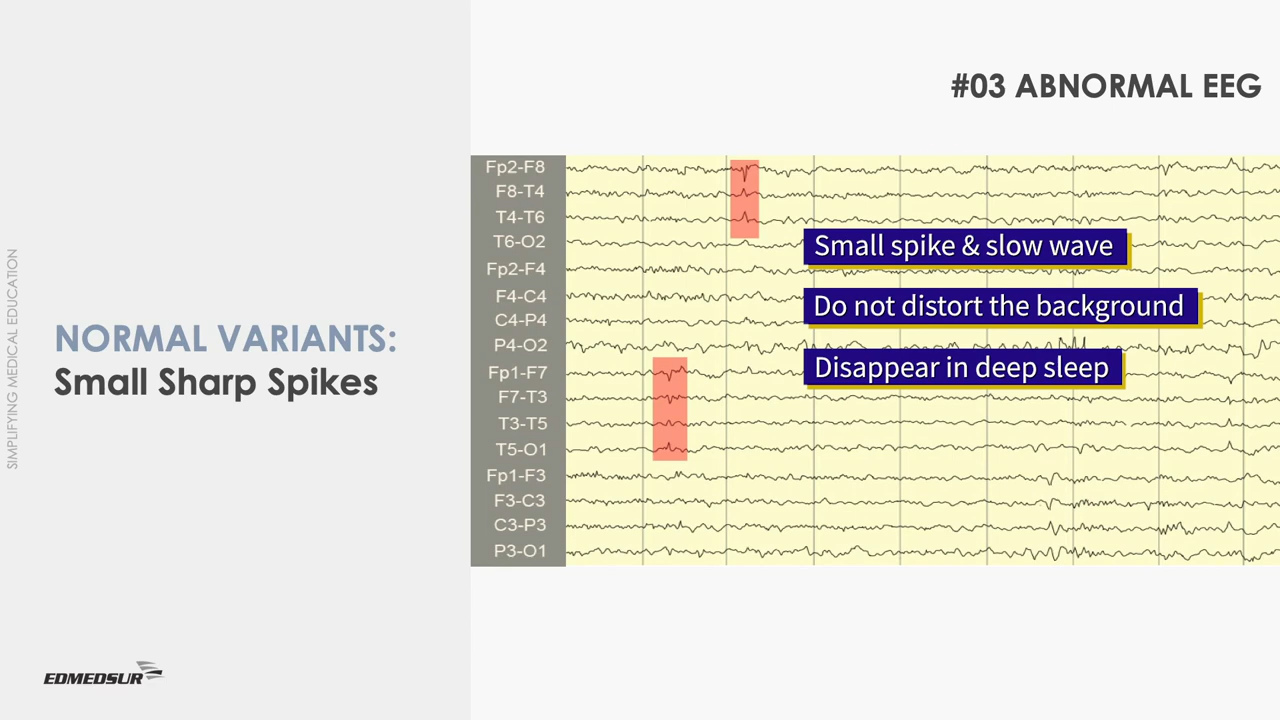 SIMPLIFYING MEDICAL EDUCATION
NORMAL VARIANTS:
Small Sharp Spikes
EDMEDSUR
#03 ABNORMAL EEG
Fp2-F8
F8-T4
T4-T6
T6-O2
Fp2-F4
F4-C4
C4-P4
P4-O2
Fp1-F7
F7-T3
T3-T5
T5-O1
Fp1-F3
F3-C3
C3-P3
P3-O1
Small spike & slow wave
Do not distort the background
Disappear in deep sleep